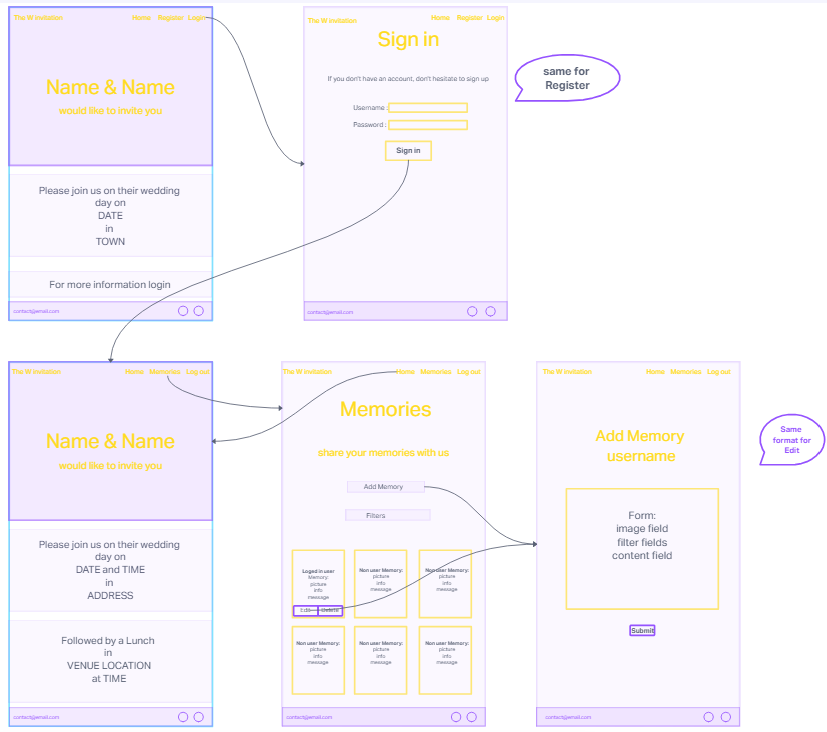 The W invitation
Home Register Login
Name & Name
would like to invite you
Please join us on their wedding
day on
DATE
in
TOWN
For more information login
contact@email.com
The W invitation
Home Register Login
Sign in
If you don't have an account, don't hesitate to sign up
Username :
Password :
Sign in
contact@email.com
same for
Register
The W invitation
Home Memories Log out
Name & Name
would like to invite you
Please join us on their wedding
day on
DATE and TIME
in
ADDRESS
Followed by a Lunch
in
VENUE LOCATION
at TIME
contact@email.com
The W invitation
Home Memories Log out
Memories
share your memories with us
Add Memory
Filters
Loged in user
Memory:
picture
info
message
Edit Delete
Non user Memory:
picture
info
message
Non user Memory:
picture
info
message
Non user Memory:
picture
info
message
Non user Memory:
picture
info
message
Non user Memory:
picture
info
message
contact@email.com
The W invitation
Home Memories Log out
Add Memory
username
Form:
image field
filter fields
content field
Submit
contact@email.com
Same
format for
Edit